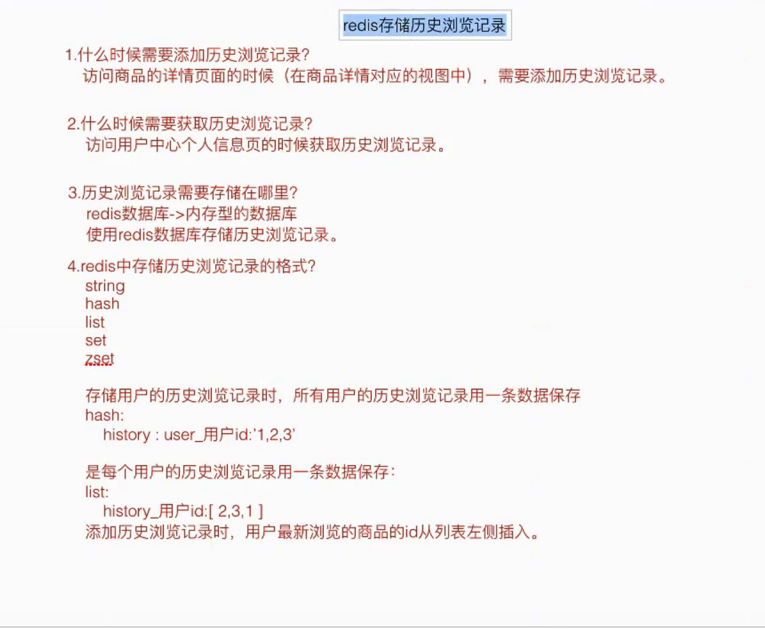 redis存储历史浏览记录
1.什么时候需要添加历史浏览记录?
访问商品的详情页面的时候（在商品详情对应的视图中），需要添加历史浏览记录。
2.什么时候需要获取历史浏览记录?
访问用户中心个人信息页的时候获取历史浏览记录。
3.历史浏览记录需要存储在哪里?
redis数据库->内存型的数据库
使用redis数据库存储历史浏览记录。
4.redis中存储历史浏览记录的格式?
string
hash
list
set
zset
存储用户的历史浏览记录时，所有用户的历史浏览记录用一条数据保存
hash:
history : user_用户id:'1,2,3'
是每个用户的历史浏览记录用一条数据保存：
list:
history_用户id:[ 2,3,1 ]
添加历史浏览记录时，用户最新浏览的商品的id从列表左侧插入。